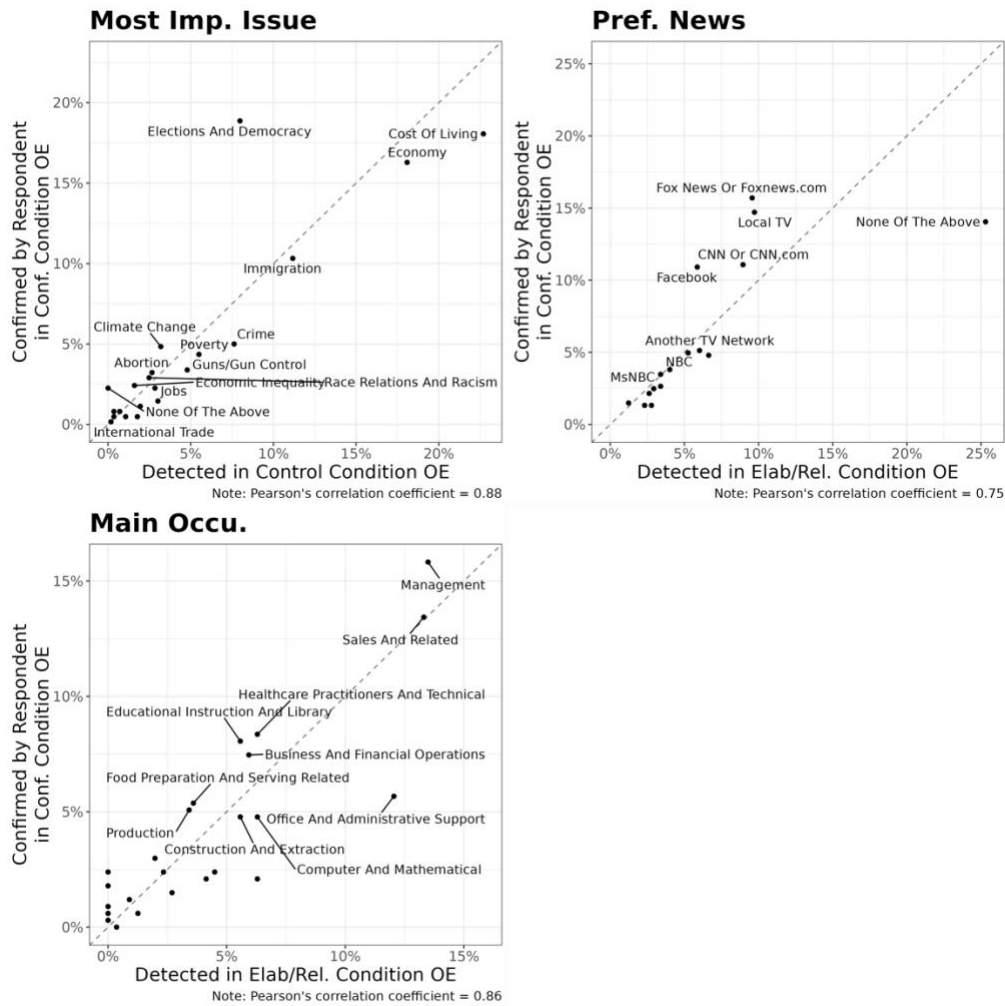 Most Imp. Issue
Confirmed by Respondent
in Conf. Condition OE
20%
15%
10%
5%
0%
Elections And Democracy
Cost Of Living
Economy
Immigration
Climate Change
Crime
Poverty
Abortion
Guns/Gun Control
Economic Inequality
Race Relations And Racism
Jobs
None Of The Above
International Trade
0%
5%
10%
15%
20%
Detected in Control Condition OE
Note: Pearson's correlation coefficient = 0.88
Pref. News
Confirmed by Respondent
in Conf. Condition OE
25%
20%
15%
10%
5%
0%
Fox News Or Foxnews.com
Local TV
None Of The Above
CNN Or CNN.com
Facebook
Another TV Network
NBC
MsNBC
0%
5%
10%
15%
20%
25%
Detected in Elab/Rel. Condition OE
Note: Pearson's correlation coefficient = 0.75
Main Occu.
Confirmed by Respondent
in Conf. Condition OE
15%
10%
5%
0%
Management
Sales And Related
Healthcare Practitioners And Technical
Educational Instruction And Library
Business And Financial Operations
Food Preparation And Serving Related
Office And Administrative Support
Production
Construction And Extraction
Computer And Mathematical
0%
5%
10%
15%
Detected in Elab/Rel. Condition OE
Note: Pearson's correlation coefficient = 0.86